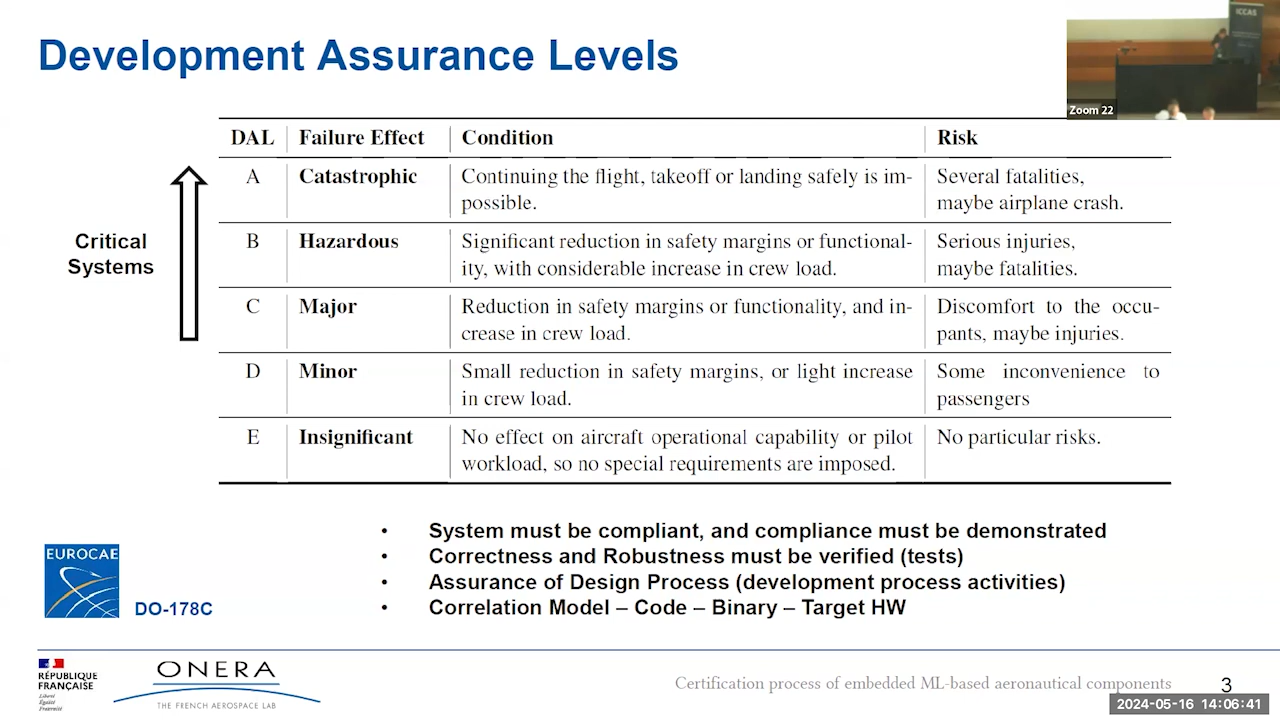 Development Assurance Levels
ICCAS
Zoom 22
DAL Failure Effect Condition Risk
A Catastrophic Continuing the flight, takeoff or landing safely is im- Several fatalities,
possible. maybe airplane crash.
B Hazardous Significant reduction in safety margins or functional- Serious injuries,
ity, with considerable increase in crew load. maybe fatalities.
C Major Reduction in safety margins or functionality, and in- Discomfort to the occu-
crease in crew load. pants, maybe injuries.
D Minor Small reduction in safety margins, or light increase Some inconvenience to
in crew load. passengers
E Insignificant No effect on aircraft operational capability or pilot No particular risks.
workload, so no special requirements are imposed.
Critical
Systems
• System must be compliant, and compliance must be demonstrated
• Correctness and Robustness must be verified (tests)
• Assurance of Design Process (development process activities)
• Correlation Model – Code – Binary – Target HW
EUROCAE
DO-178C
RÉPUBLIQUE
FRANÇAISE
Liberté
Égalité
Fraternité
ONERA
THE FRENCH AEROSPACE LAB
Certification process of embedded ML-based aeronautical components
3
2024-05-16 14:06:41